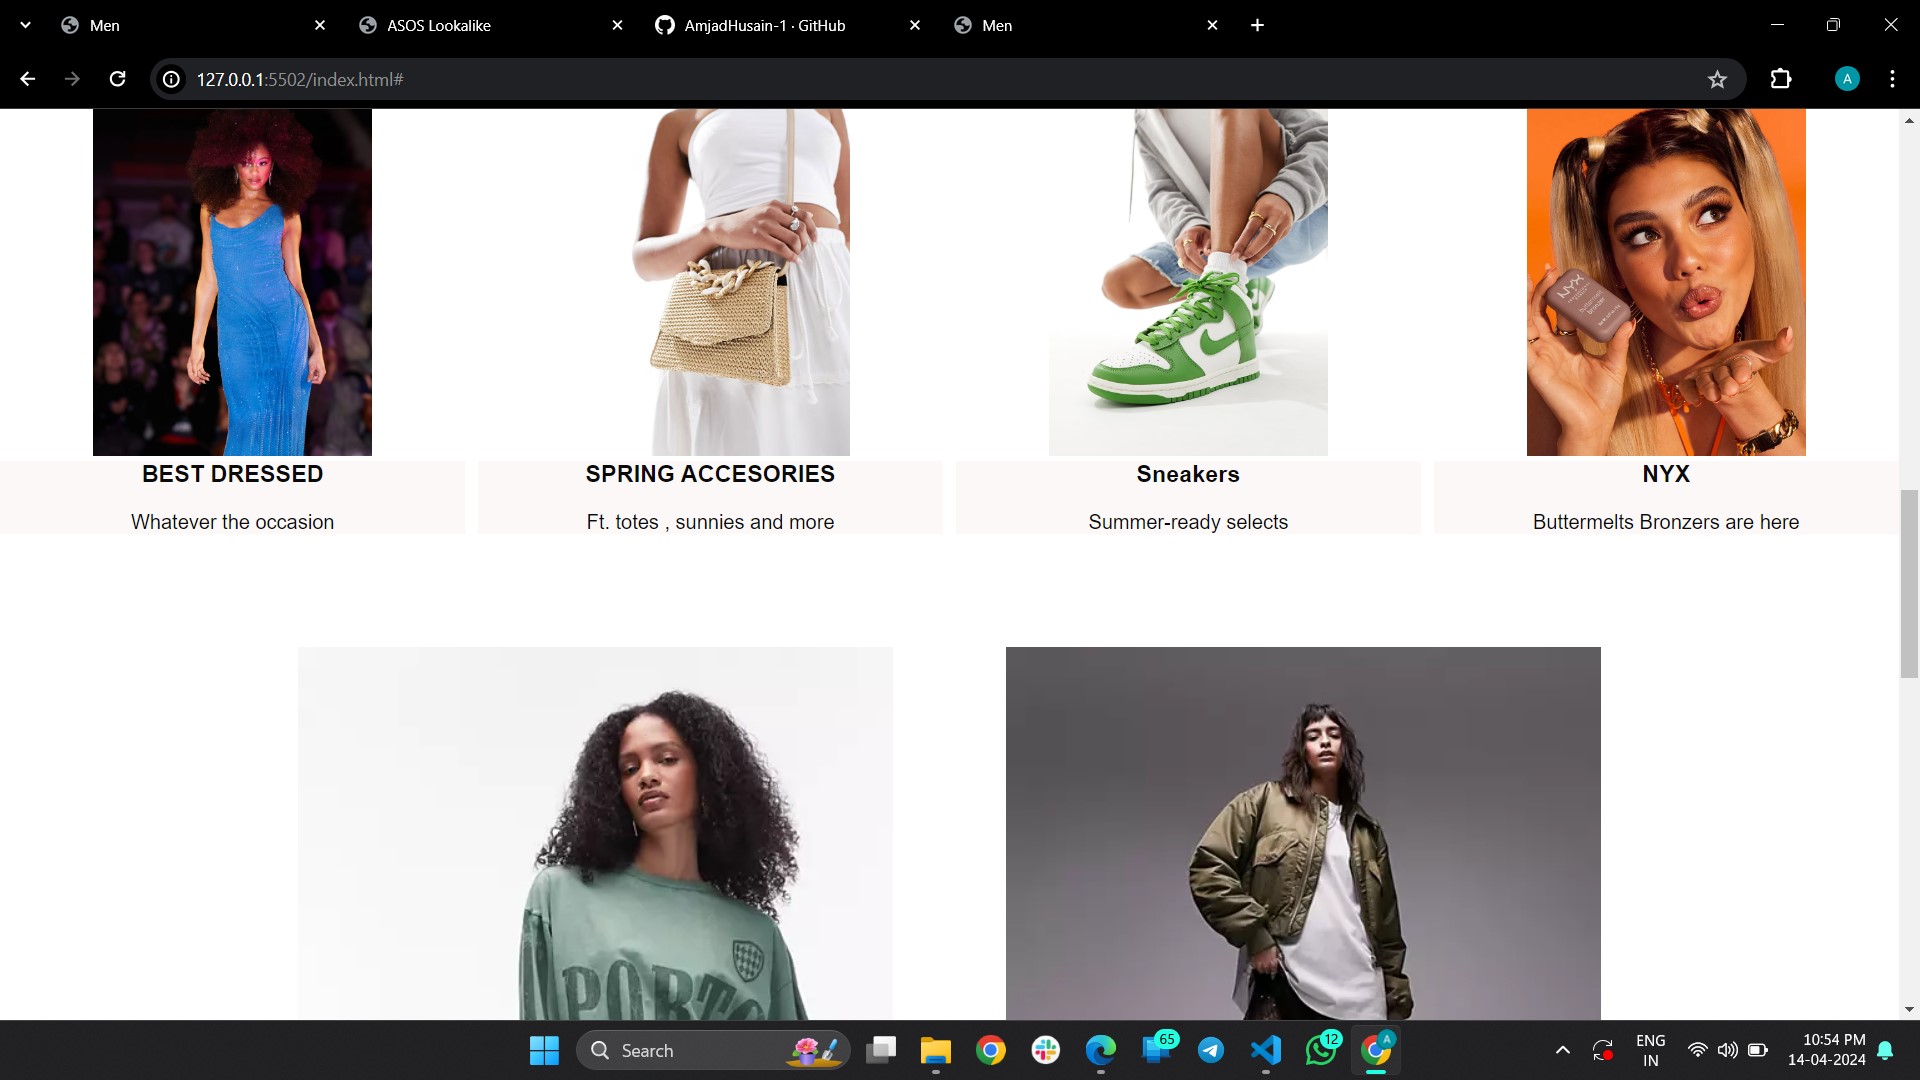 Men
ASOS Lookalike
AmjadHusain-1 · GitHub
Men
127.0.0.1:5502/index.html#
A
NYX
BEST DRESSED
SPRING ACCESORIES
Sneakers
NYX
Whatever the occasion
Ft. totes , sunnies and more
Summer-ready selects
Buttermelts Bronzers are here
Search
65
12
A
ENG
IN
10:54 PM
14-04-2024